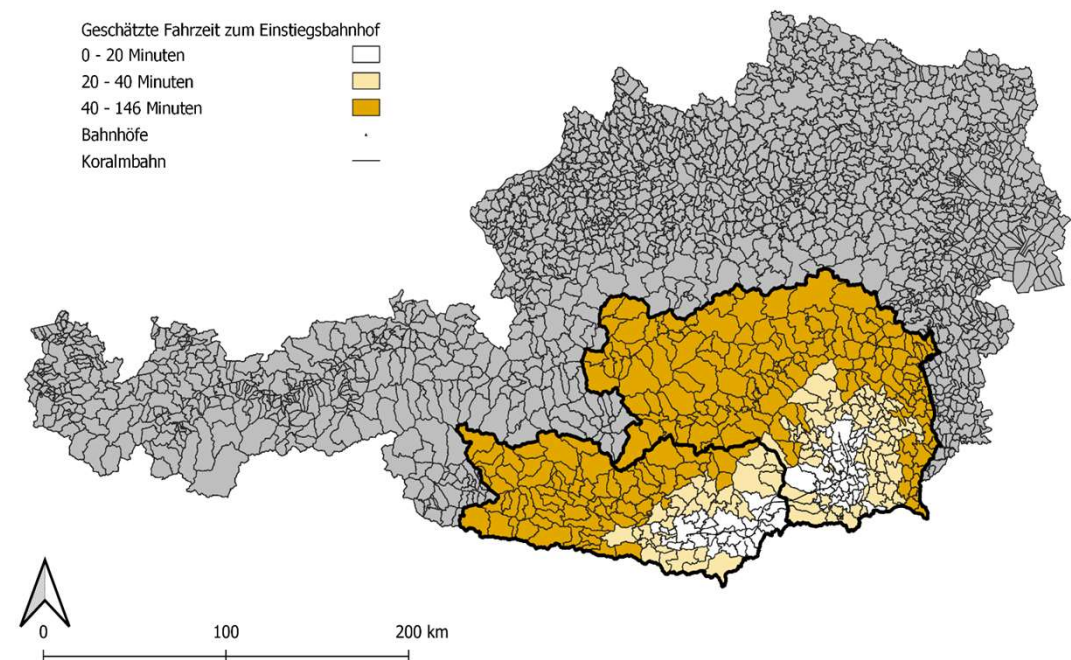 Geschätzte Fahrzeit zum Einstiegsbahnhof
0 - 20 Minuten
20 - 40 Minuten
40 - 146 Minuten
Bahnhöfe
Koralmbahn
0 100 200 km